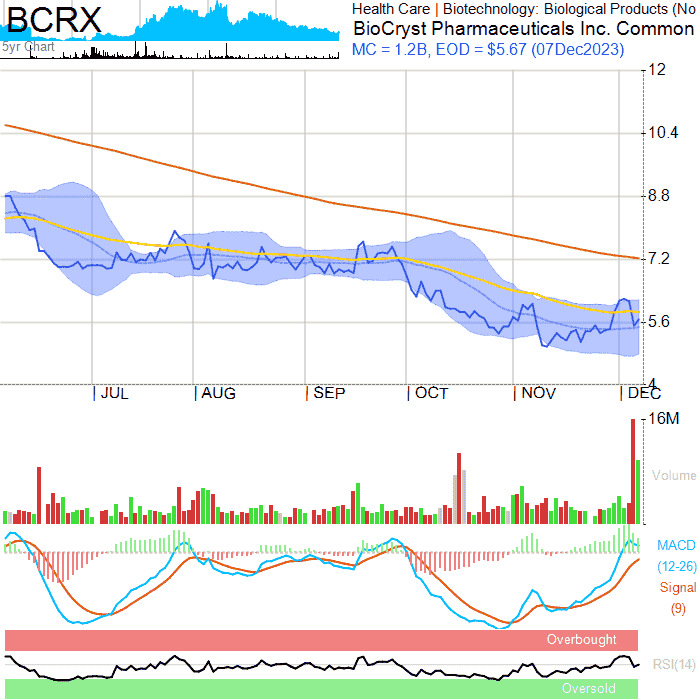 BCRX
5yr Chart
Health Care | Biotechnology: Biological Products (No
BioCryst Pharmaceuticals Inc. Common
MC = 1.2B, EOD = $5.67 (07Dec2023)
12
10.4
8.8
7.2
5.6
4
JUL AUG SEP OCT NOV DEC
16M
Volume
MACD
(12-26)
Signal
(9)
Overbought
RSI(14)
Oversold